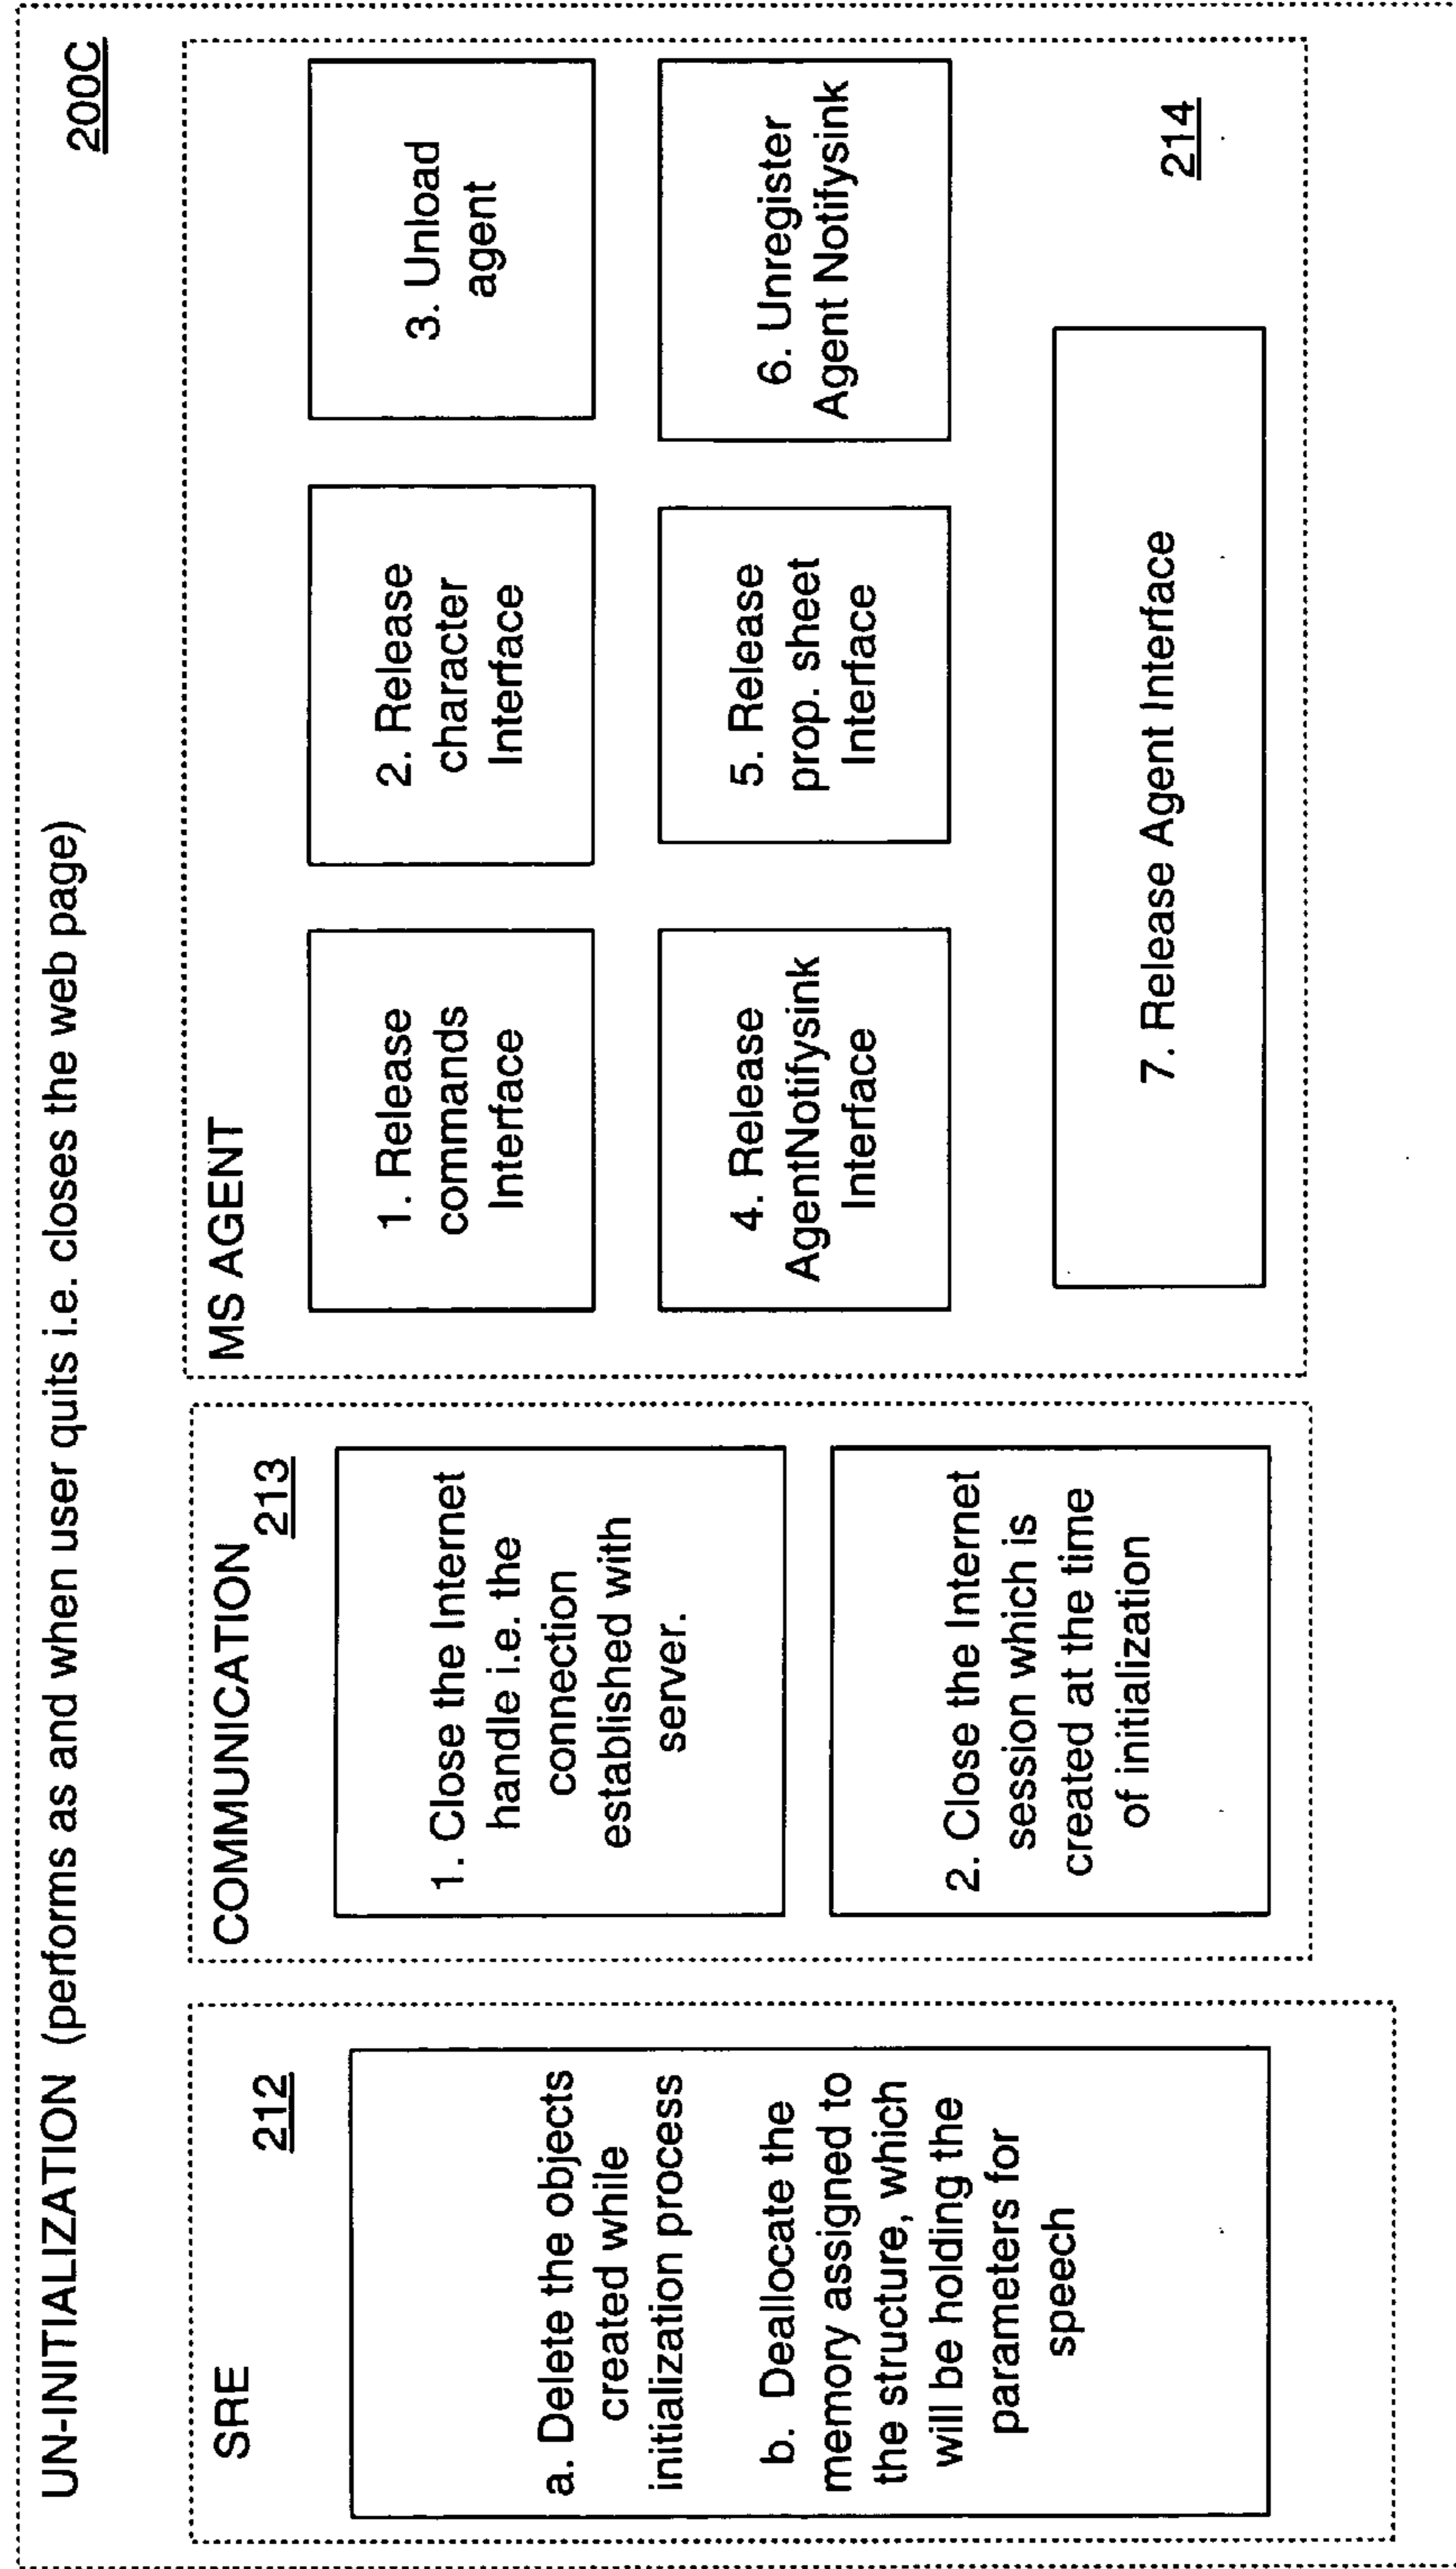 UN-INITIALIZATION (performs as and when user quits i.e. closes the web page)
200C
SRE
212
a. Delete the objects
created while
initialization process
b. Deallocate the
memory assigned to
the structure, which
will be holding the
parameters for
speech
COMMUNICATION
213
1. Close the Internet
handle i.e. the
connection
established with
server.
2. Close the Internet
session which is
created at the time
of initialization
MS AGENT
1. Release
commands
Interface
2. Release
character
Interface
3. Unload
agent
4. Release
AgentNotifysink
Interface
5. Release
prop. sheet
Interface
6. Unregister
Agent Notifysink
7. Release Agent Interface
214